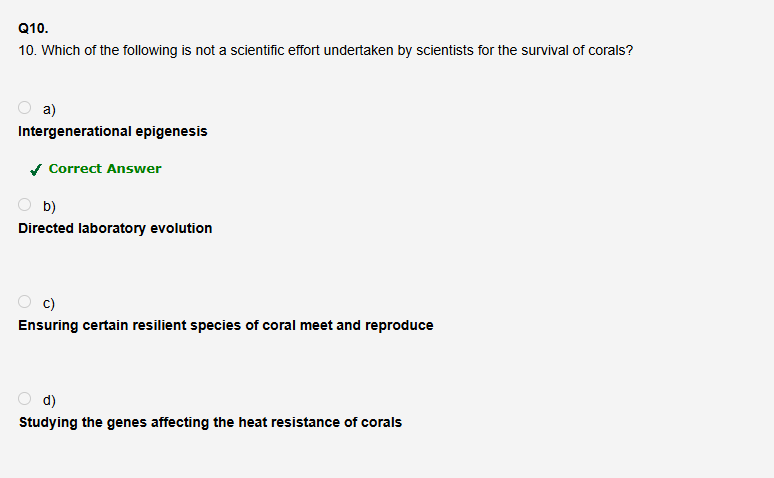 Q10.
10. Which of the following is not a scientific effort undertaken by scientists for the survival of corals?
a)
Intergenerational epigenesis
✓ Correct Answer
b)
Directed laboratory evolution
c)
Ensuring certain resilient species of coral meet and reproduce
d)
Studying the genes affecting the heat resistance of corals